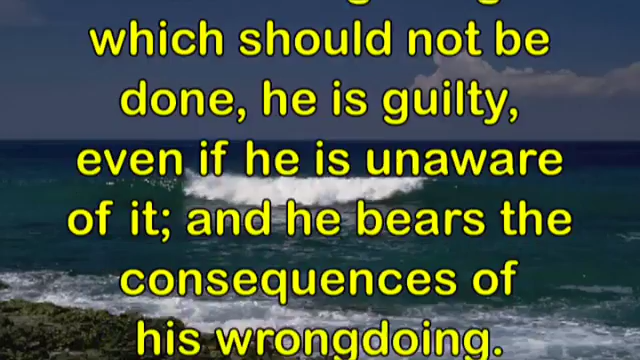 which should not be
done, he is guilty,
even if he is unaware
of it; and he bears the
consequences of
his wrongdoing.